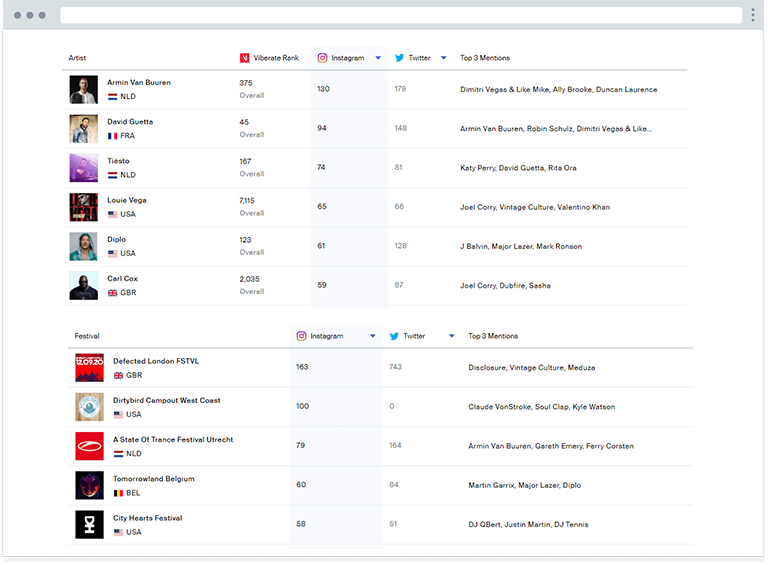 Artist Viberate Rank Instagram Twitter Top 3 Mentions
Armin Van Buuren 375 130 179 Dimitri Vegas & Like Mike, Ally Brooke, Duncan Laurence
NLD Overall
David Guetta 45 94 148 Armin Van Buuren, Robin Schulz, Dimitri Vegas & Like...
FRA Overall
Tiësto 167 74 81 Katy Perry, David Guetta, Rita Ora
NLD Overall
Louie Vega 7,115 65 66 Joel Corry, Vintage Culture, Valentino Khan
USA Overall
Diplo 123 61 128 J Balvin, Major Lazer, Mark Ronson
USA Overall
Carl Cox 2,035 59 87 Joel Corry, Dubfire, Sasha
GBR Overall
Festival Instagram Twitter Top 3 Mentions
Defected London FSTVL 163 743 Disclosure, Vintage Culture, Meduza
12.09.20
GBR
Dirtybird Campout West Coast 100 0 Claude VonStroke, Soul Clap, Kyle Watson
USA
A State Of Trance Festival Utrecht 79 164 Armin Van Buuren, Gareth Emery, Ferry Corsten
NLD
Tomorrowland Belgium 60 84 Martin Garrix, Major Lazer, Diplo
BEL
City Hearts Festival 58 51 DJ QBert, Justin Martin, DJ Tennis
USA